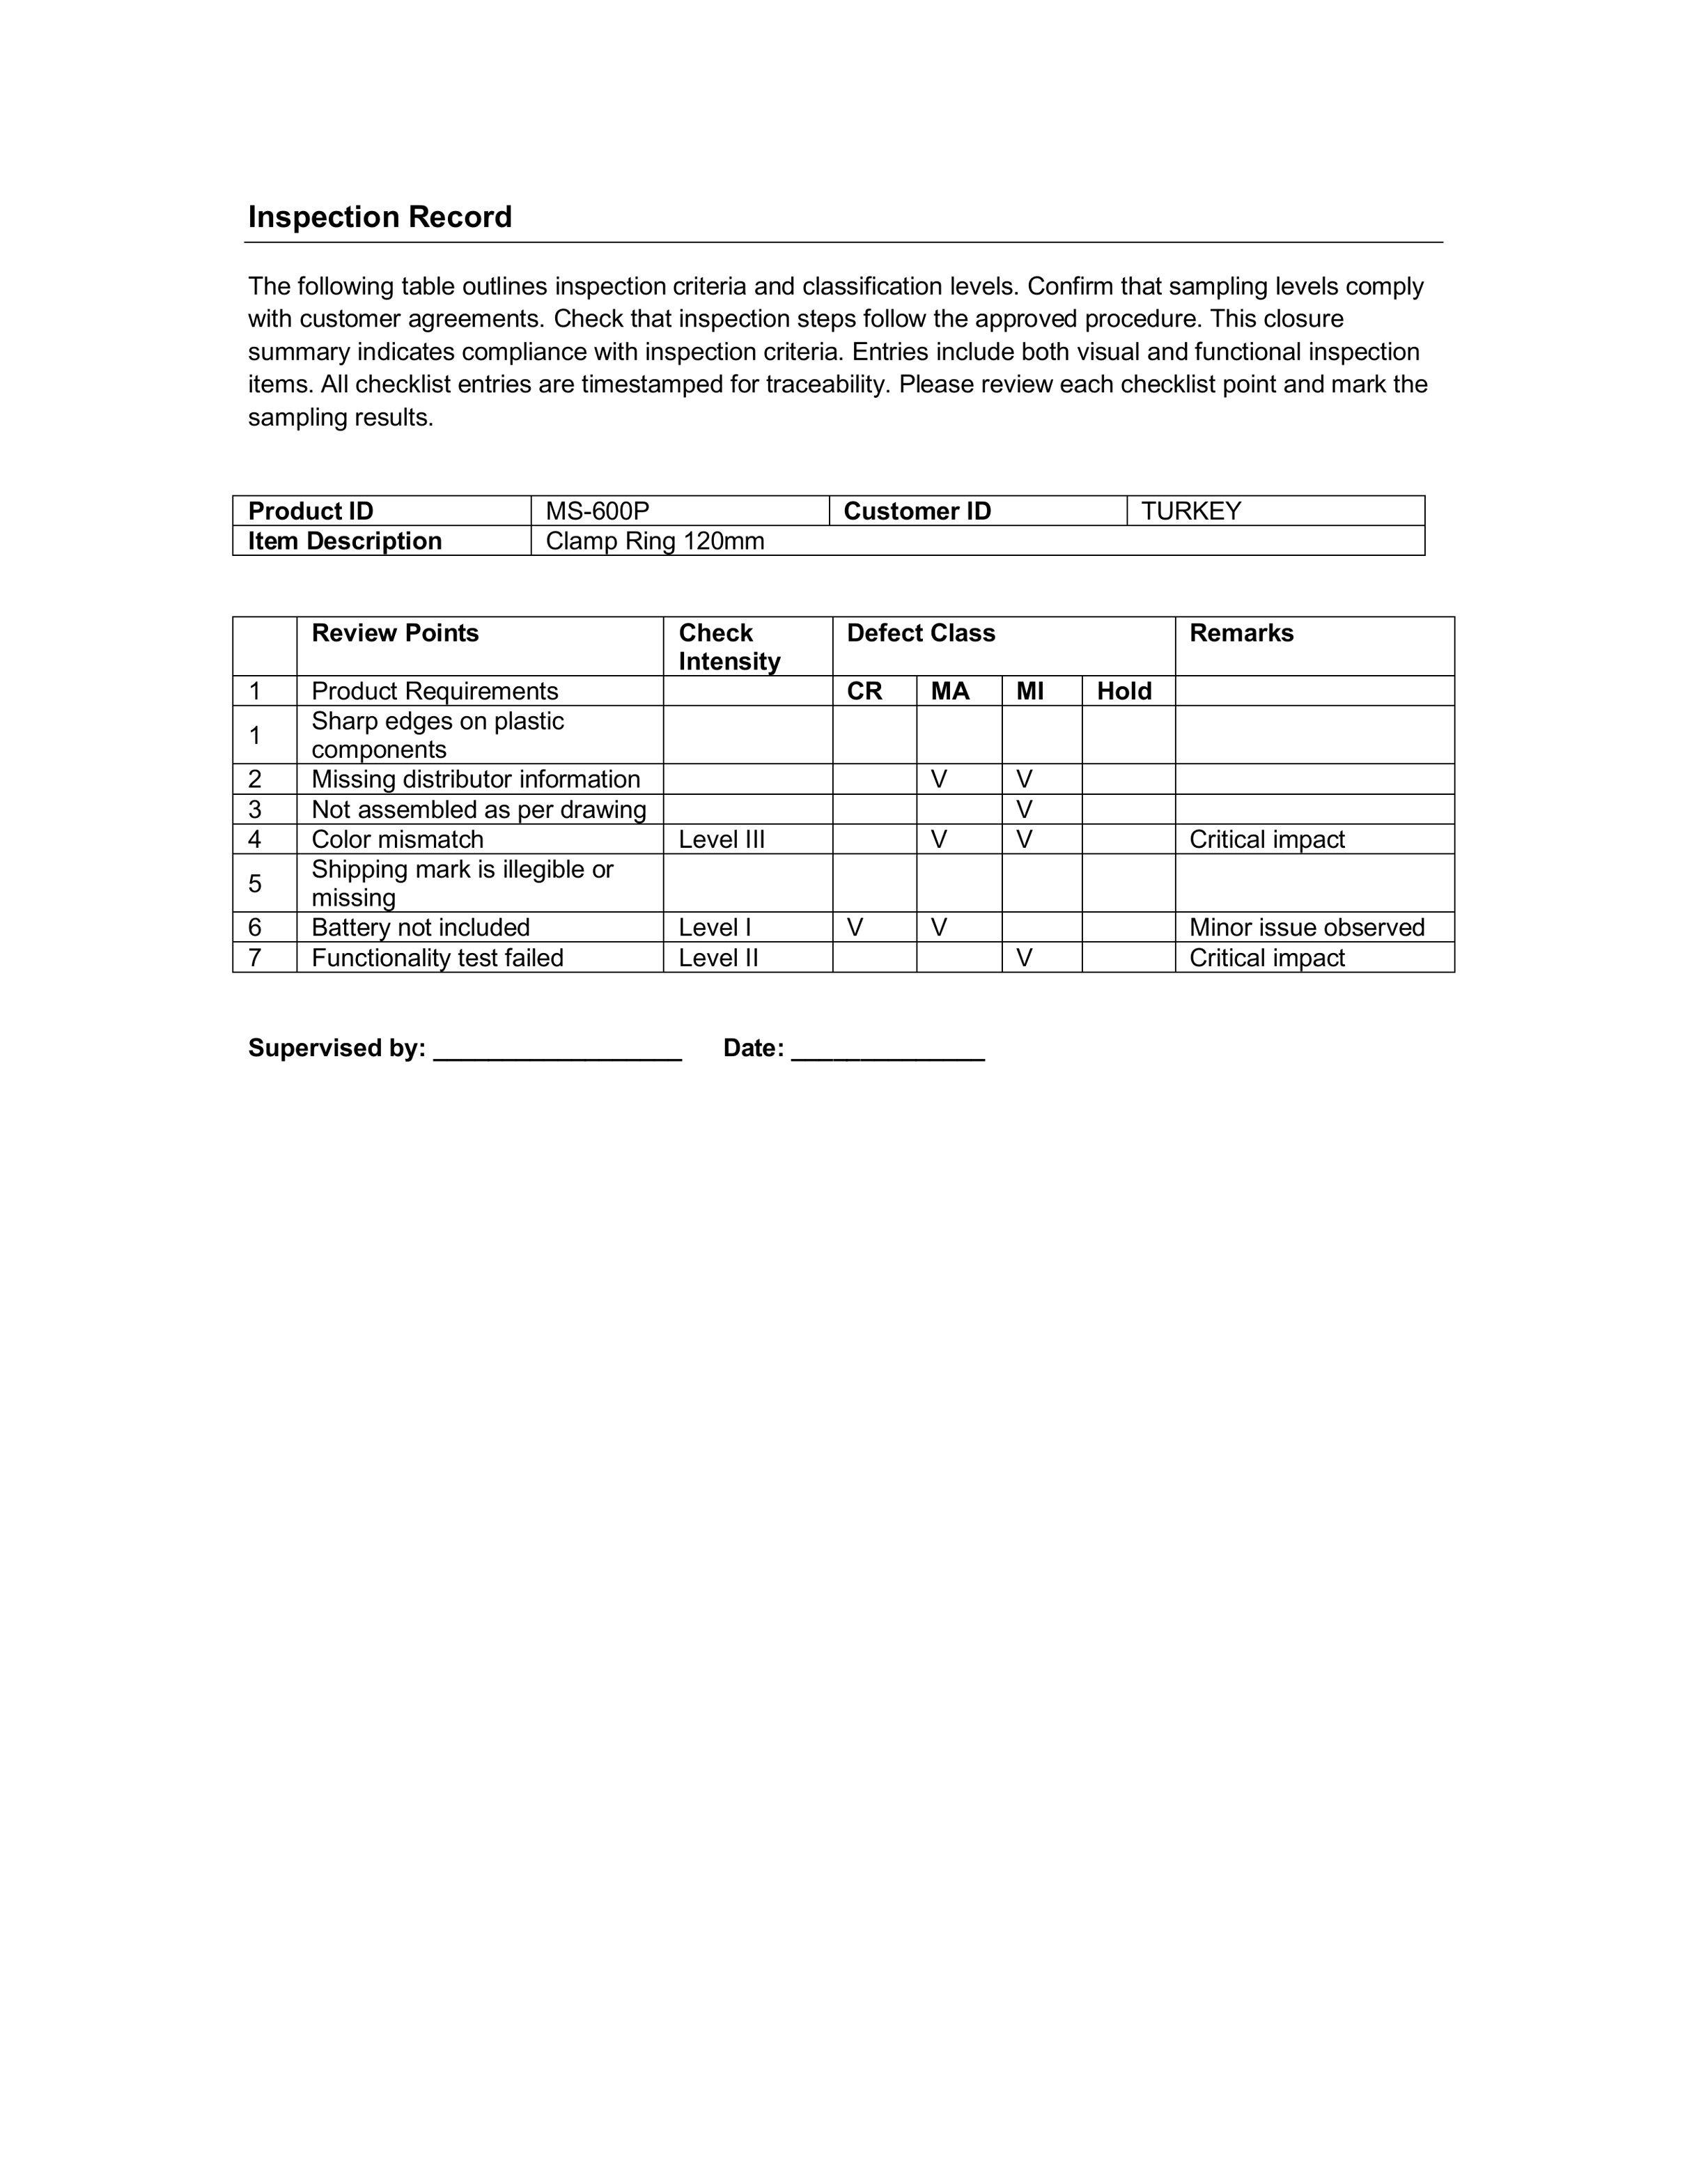 Inspection Record
The following table outlines inspection criteria and classification levels. Confirm that sampling levels comply
with customer agreements. Check that inspection steps follow the approved procedure. This closure
summary indicates compliance with inspection criteria. Entries include both visual and functional inspection
items. All checklist entries are timestamped for traceability. Please review each checklist point and mark the
sampling results.
Product ID MS-600P Customer ID TURKEY
Item Description Clamp Ring 120mm
Review Points Check Defect Class Remarks
Intensity
1 Product Requirements CR MA MI Hold
1 Sharp edges on plastic
components
2 Missing distributor information V V
3 Not assembled as per drawing V
4 Color mismatch Level III V V Critical impact
5 Shipping mark is illegible or
missing
6 Battery not included Level I V V Minor issue observed
7 Functionality test failed Level II V Critical impact
Supervised by: __________________ Date: ______________